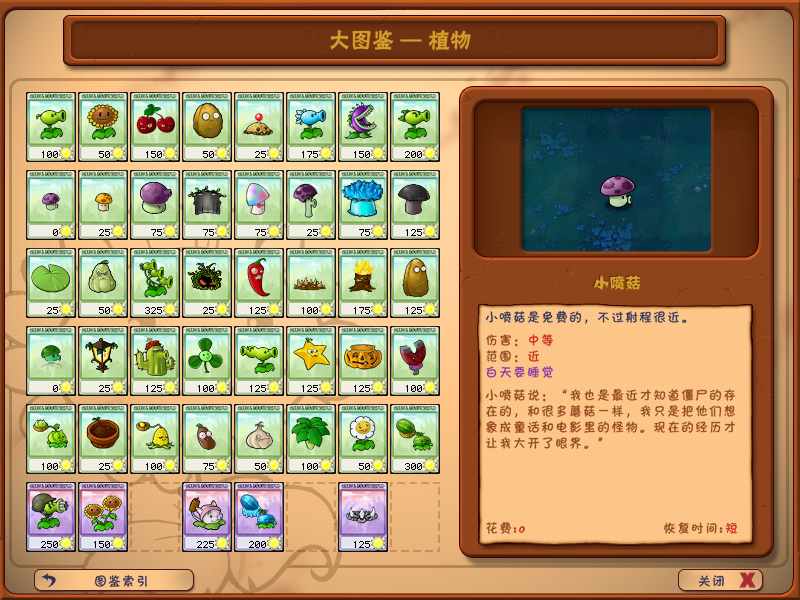 大图鉴 — 植物
100 50 150 50 25 175 150 200
0 25 75 75 75 25 75 125
25 50 325 25 125 100 175 125
0 25 125 100 125 125 125 100
100 25 100 75 50 100 50 300
250 150 225 200 125
小喷菇
小喷菇是免费的，不过射程很近。
伤害：中等
范围：近
白天要睡觉
小喷菇说：“我也是最近才知道僵尸的存
在的，和很多蘑菇一样，我只是把他们想
象成童话和电影里的怪物。现在的经历才
让我大开了眼界。”
花费:0 恢复时间:短
图鉴索引
关闭 X